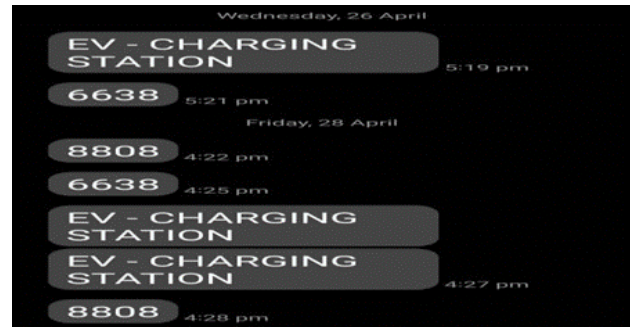 Wednesday, 26 April
EV - CHARGING
STATION
5:19 pm
6638 5:21 pm
Friday, 28 April
8808 4:22 pm
6638 4:25 pm
EV - CHARGING
STATION
EV - CHARGING
STATION
4:27 pm
8808 4:28 pm